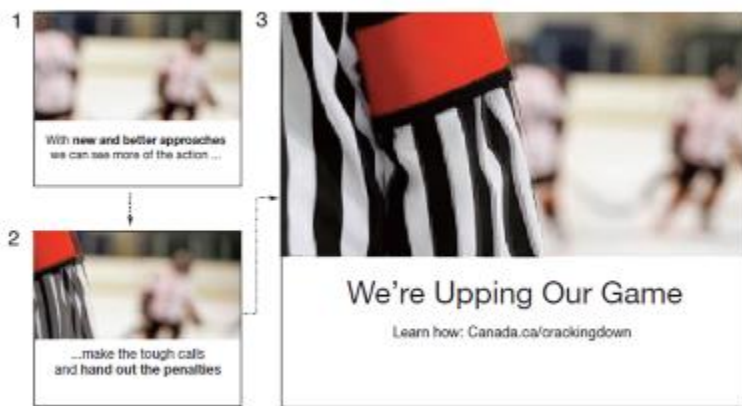 1
With new and better approaches
we can see more of the action ...
2
...make the tough calls
and hand out the penalties
3
We're Upping Our Game
Learn how: Canada.ca/crackingdown